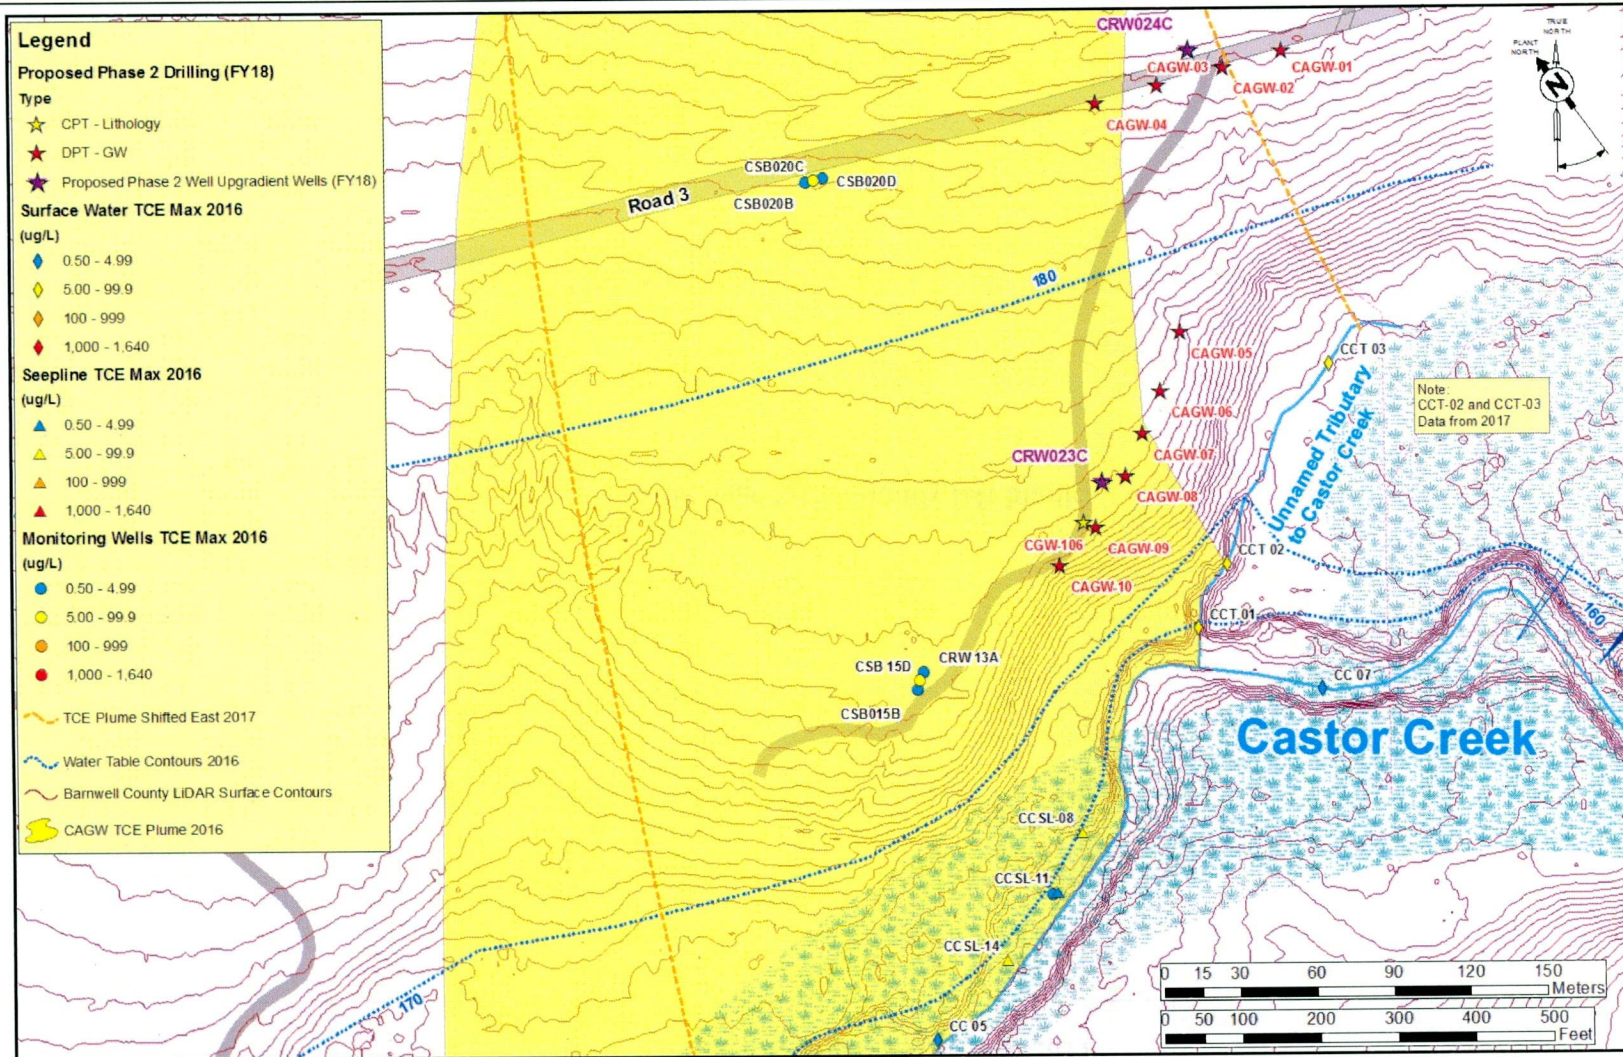 Legend
Proposed Phase 2 Drilling (FY18)
Type
CPT - Lithology
DPT - GW
Proposed Phase 2 Well Upgradient Wells (FY18)
Surface Water TCE Max 2016
(ug/L)
0.50 - 4.99
5.00 - 99.9
100 - 999
1,000 - 1,640
Seepline TCE Max 2016
(ug/L)
0.50 - 4.99
5.00 - 99.9
100 - 999
1,000 - 1,640
Monitoring Wells TCE Max 2016
(ug/L)
0.50 - 4.99
5.00 - 99.9
100 - 999
1,000 - 1,640
TCE Plume Shifted East 2017
Water Table Contours 2016
Barnwell County LiDAR Surface Contours
CAGW TCE Plume 2016
CRW024C
CAGW-03
CAGW-01
CAGW-02
CAGW-04
TRUE
NORTH
PLANT
NORTH
N
CSB020C
CSB020D
CSB020B
Road 3
180
CAGW-05
CCT 03
CAGW-06
Note:
CCT-02 and CCT-03
Data from 2017
Unnamed Tributary
to Castor Creek
CAGW-07
CRW023C
CAGW-08
CGW-106
CAGW-09
CCT 02
CAGW-10
CCT 01
160
CSB 15D
CRW 13A
CSB015B
CC 07
Castor Creek
CCSL-08
CCSL-11
CCSL-14
170
CC 05
0 15 30 60 90 120 150
Meters
0 50 100 200 300 400 500
Feet